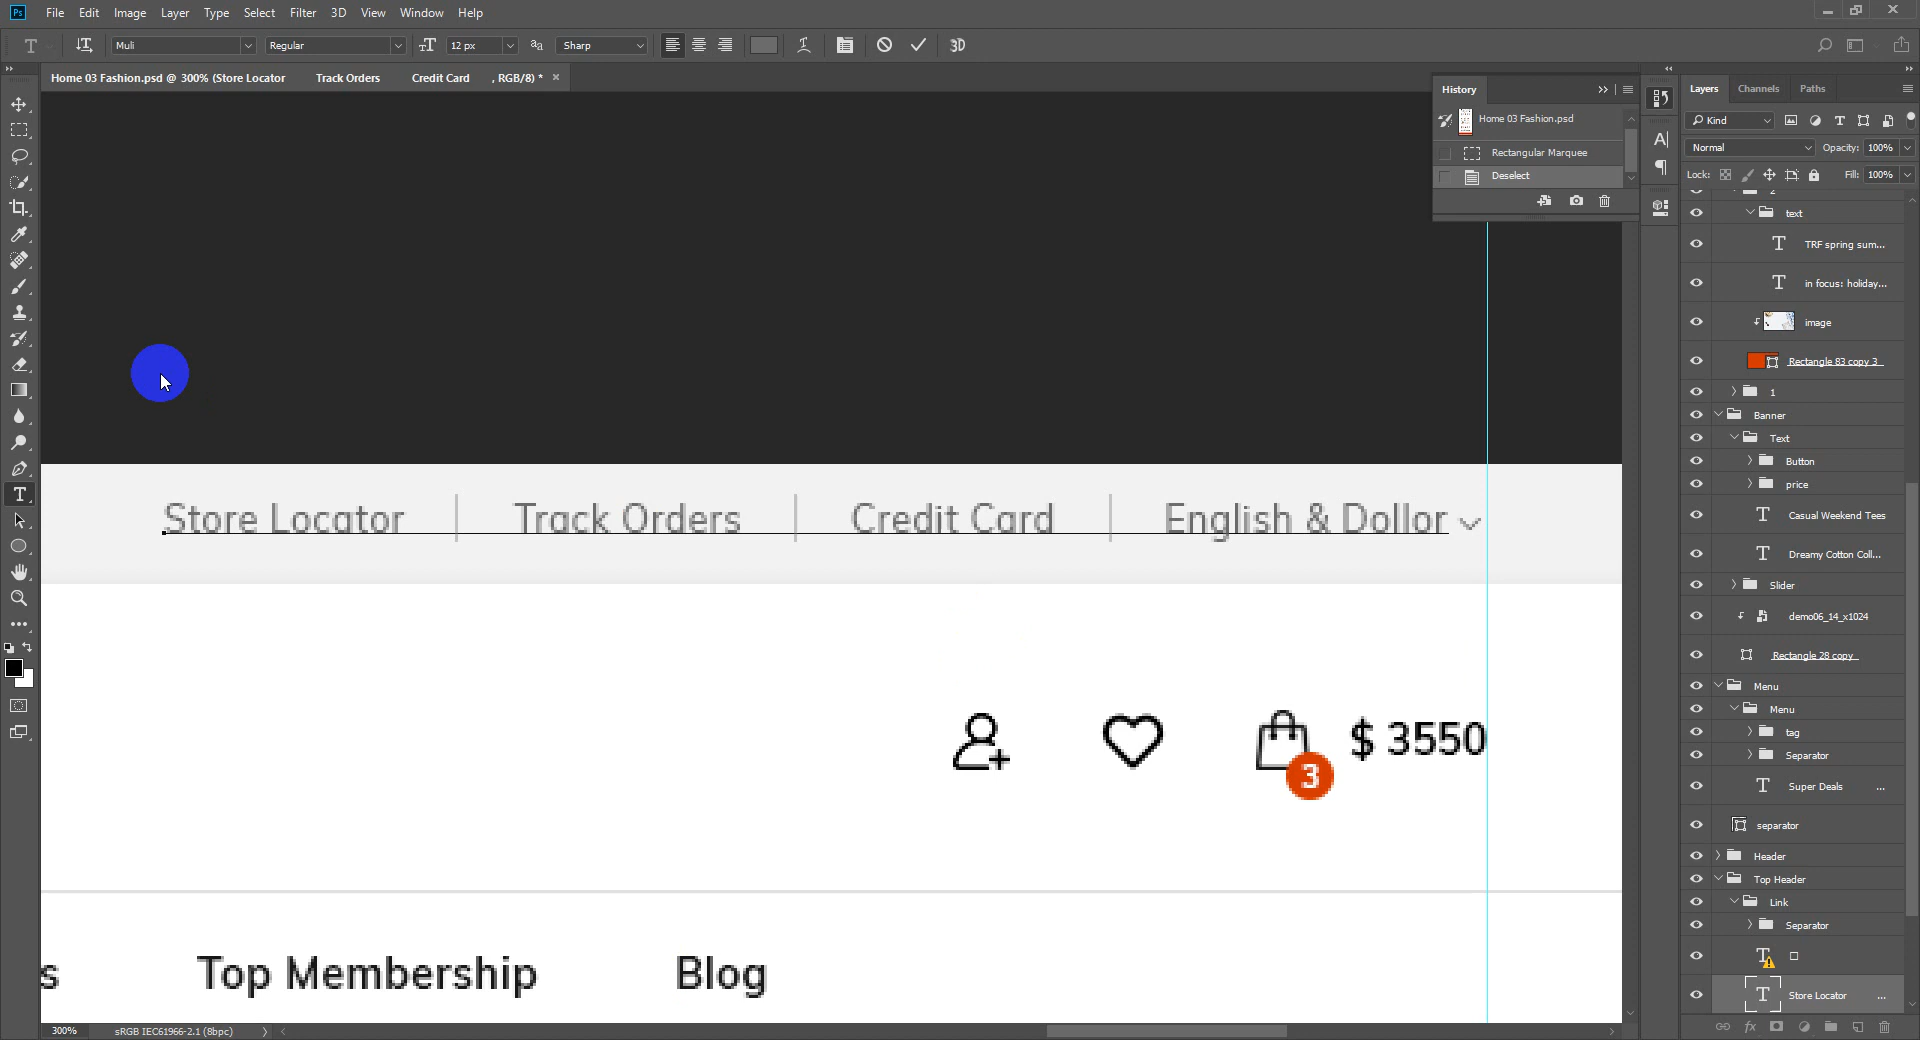 Ps File Edit Image Layer Type Select Filter 3D View Window Help
T Muli Regular 12 px Sharp 3D
Home 03 Fashion.psd @ 300% (Store Locator Track Orders Credit Card , RGB/8) *
History
Home 03 Fashion.psd
Rectangular Marquee
Deselect
Layers Channels Paths
Kind
Normal Opacity: 100%
Lock: Fill: 100%
2
text
TRF spring sum...
in focus: holiday...
image
Rectangle 83 copy 3
1
Banner
Text
Button
price
Casual Weekend Tees
Dreamy Cotton Coll...
Slider
demo06_14_x1024
Rectangle 28 copy
Menu
Menu
tag
Separator
Super Deals ...
separator
Header
Top Header
Link
Separator
Store Locator ...
Store Locator Track Orders Credit Card English & Dollor
$ 3550
3
s Top Membership Blog
300% sRGB IEC61966-2.1 (8bpc)